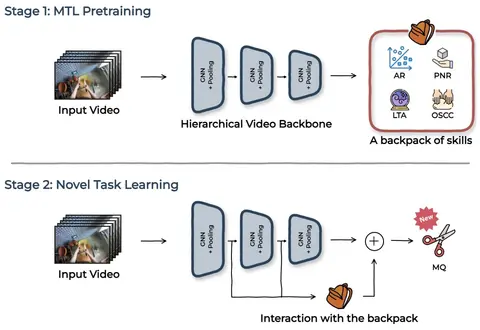 Stage 1: MTL Pretraining
Input Video
GNN
+ Pooling
GNN
+ Pooling
GNN
+ Pooling
Hierarchical Video Backbone
AR
PNR
LTA
OSCC
A backpack of skills
Stage 2: Novel Task Learning
Input Video
GNN
+ Pooling
GNN
+ Pooling
GNN
+ Pooling
+
New
MQ
Interaction with the backpack